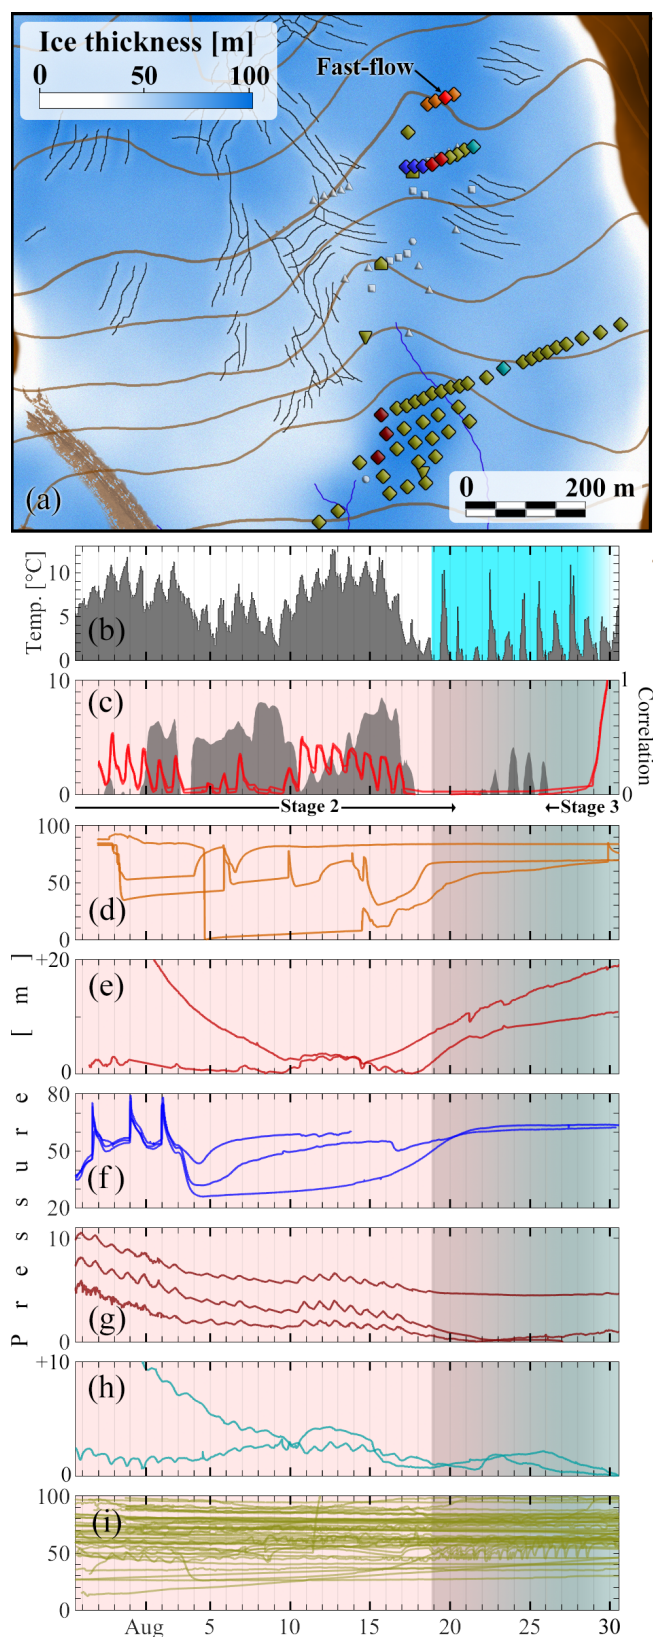 Ice thickness [m]
0 50 100
Fast-flow
(a)
0 200 m
Temp. [°C]
10
5
0
(b)
10
5
0
(c)
1
0
Correlation
Stage 2
Stage 3
100
50
0
(d)
Pressure [m]
+20
0
(e)
80
50
20
(f)
10
0
(g)
+10
0
(h)
100
50
0
(i)
Aug 5 10 15 20 25 30